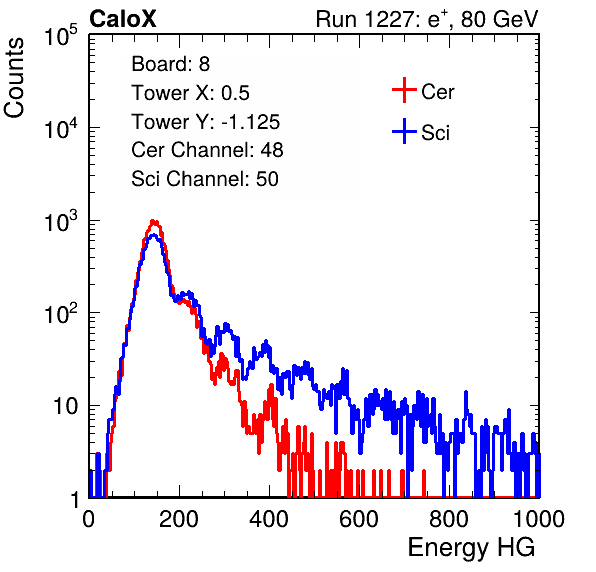 CaloX Run 1227: e⁺, 80 GeV
Counts
10⁵
10⁴
10³
10²
10
1
Board: 8
Tower X: 0.5
Tower Y: -1.125
Cer Channel: 48
Sci Channel: 50
Cer
Sci
0 200 400 600 800 1000
Energy HG